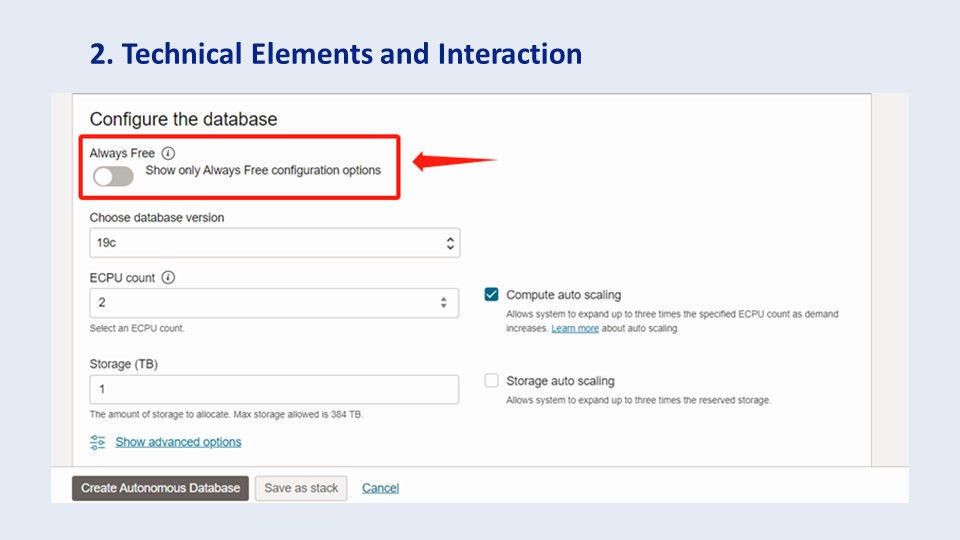 2. Technical Elements and Interaction
Configure the database
Always Free
Show only Always Free configuration options
Choose database version
19c
ECPU count
2
Select an ECPU count.
Compute auto scaling
Allows system to expand up to three times the specified ECPU count as demand
increases. Learn more about auto scaling.
Storage (TB)
1
The amount of storage to allocate. Max storage allowed is 384 TB.
Storage auto scaling
Allows system to expand up to three times the reserved storage.
Show advanced options
Create Autonomous Database
Save as stack
Cancel